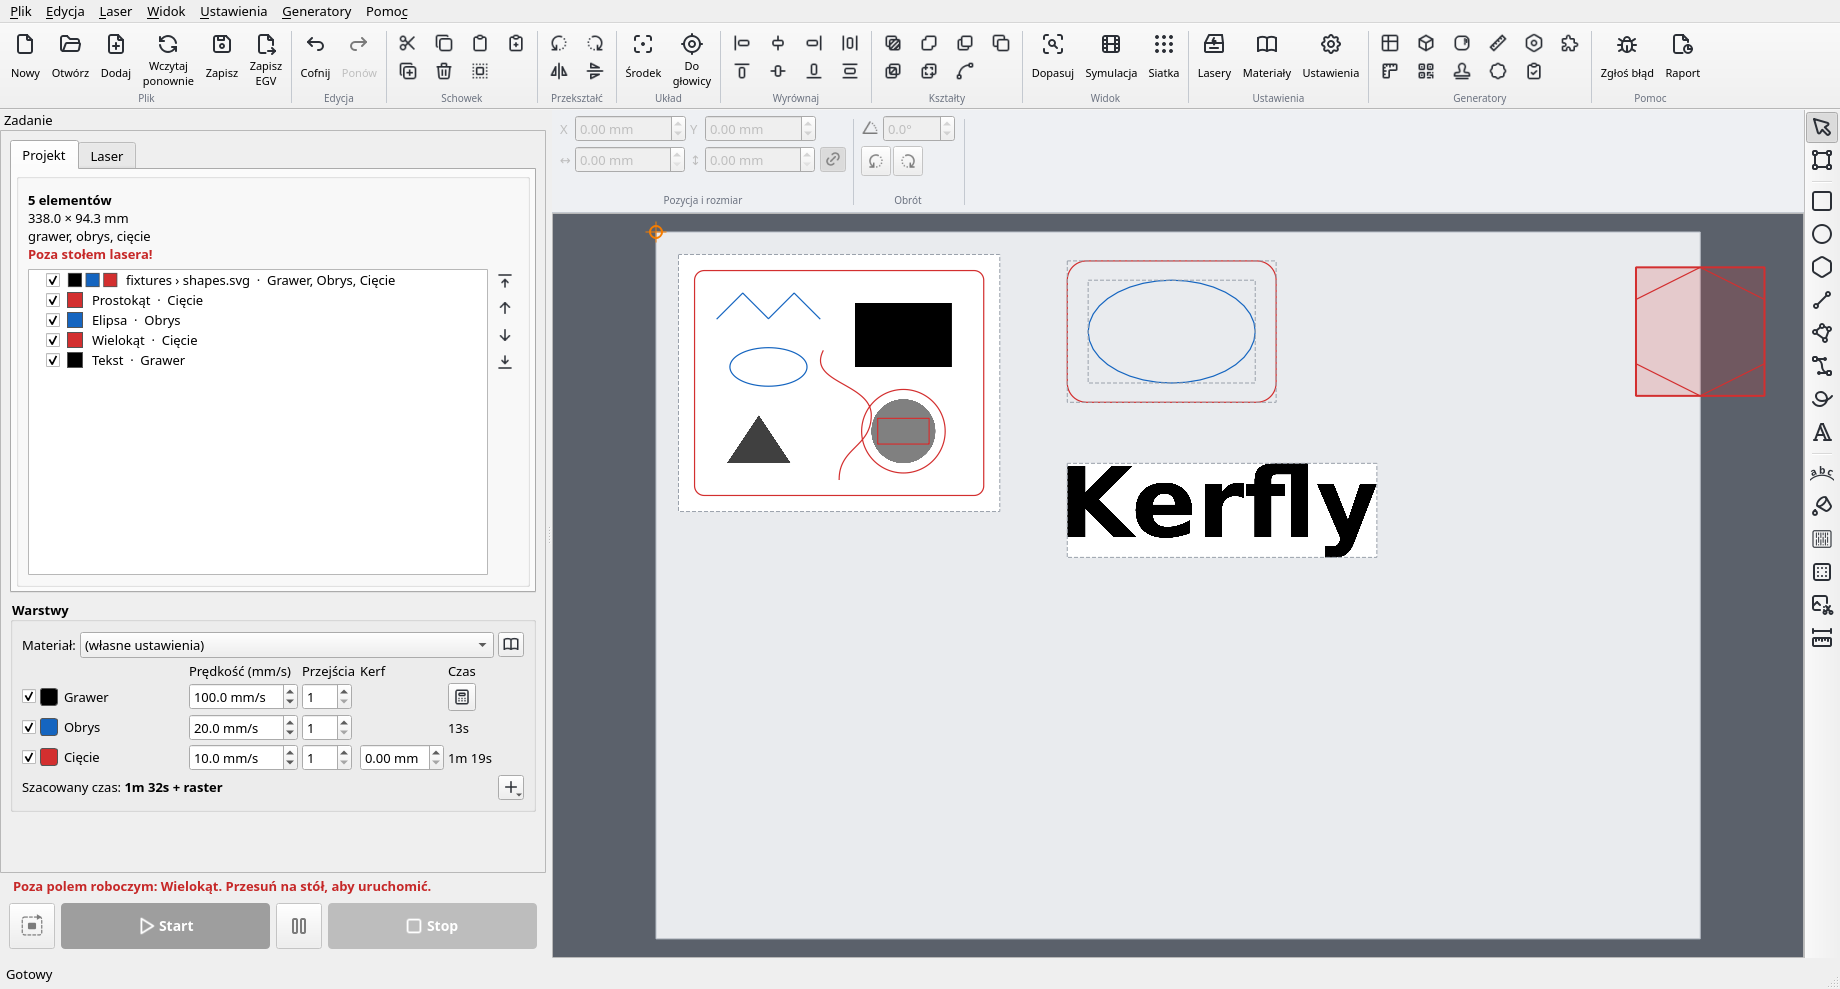 Plik Edycja Laser Widok Ustawienia Generatory Pomoc
Nowy Otwórz Dodaj Wczytaj ponownie Zapisz Zapisz EGV
Plik
Cofnij Ponów
Edycja
Schowek
Przekształć
Środek Do głowicy
Układ
Wyrównaj
Kształty
Dopasuj Symulacja Siatka
Widok
Lasery Materiały Ustawienia
Ustawienia
Generatory
Zgłoś błąd Raport
Pomoc
Zadanie
Projekt Laser
5 elementów
338.0 × 94.3 mm
grawer, obrys, cięcie
Poza stołem lasera!
fixtures › shapes.svg · Grawer, Obrys, Cięcie
Prostokąt · Cięcie
Elipsa · Obrys
Wielokąt · Cięcie
Tekst · Grawer
Warstwy
Materiał: (własne ustawienia)
Prędkość (mm/s) Przejścia Kerf Czas
Grawer 100.0 mm/s 1
Obrys 20.0 mm/s 1 13s
Cięcie 10.0 mm/s 1 0.00 mm 1m 19s
Szacowany czas: 1m 32s + raster
Poza polem roboczym: Wielokąt. Przesuń na stół, aby uruchomić.
Start Stop
Gotowy
X 0.00 mm Y 0.00 mm 0.0°
0.00 mm 0.00 mm
Pozycja i rozmiar Obrót
Kerfly
A
abc